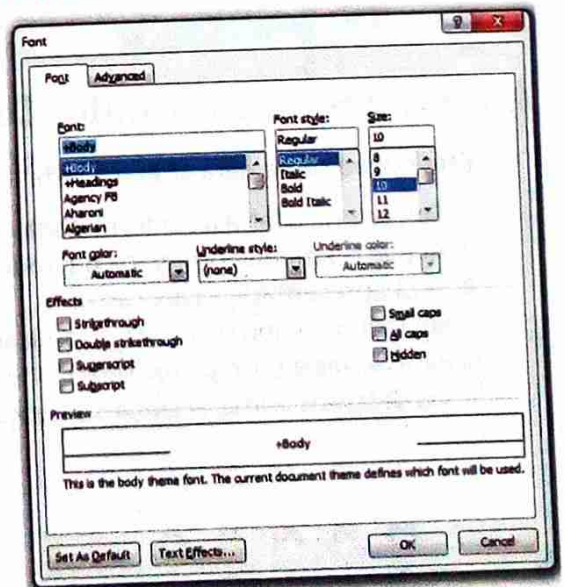 Font
Font Advanced
Font: Font style: Size:
+Body Regular 10
+Body Regular 8
+Headings Italic 9
Agency FB Bold 10
Aharoni Bold Italic 11
Algerian 12
Font color: Underline style: Underline color:
Automatic (none) Automatic
Effects
Strikethrough Small caps
Double strikethrough All caps
Superscript Hidden
Subscript
Preview
+Body
This is the body theme font. The current document theme defines which font will be used.
Set As Default Text Effects... OK Cancel